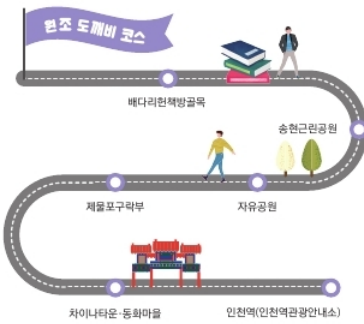 원조 도깨비 코스
배다리헌책방골목
송현근린공원
제물포구락부
자유공원
차이나타운·동화마을
인천역(인천역관광안내소)